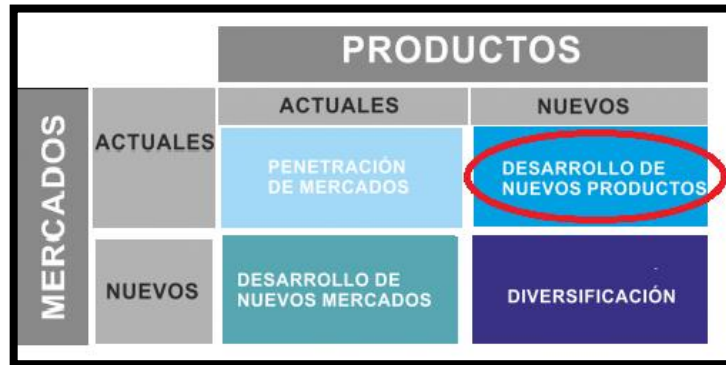 PRODUCTOS
ACTUALES
NUEVOS
MERCADOS
ACTUALES
PENETRACIÓN
DE MERCADOS
DESARROLLO DE
NUEVOS PRODUCTOS
NUEVOS
DESARROLLO DE
NUEVOS MERCADOS
DIVERSIFICACIÓN